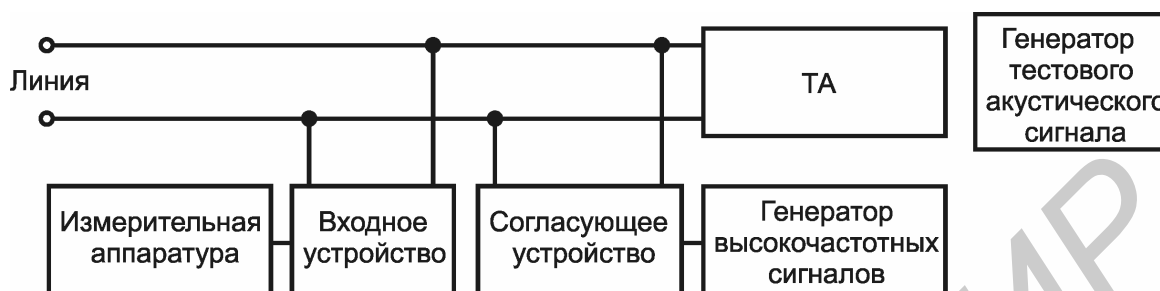 Линия
ТА
Генератор
тестового
акустического
сигнала
Измерительная
аппаратура
Входное
устройство
Согласующее
устройство
Генератор
высокочастотных
сигналов